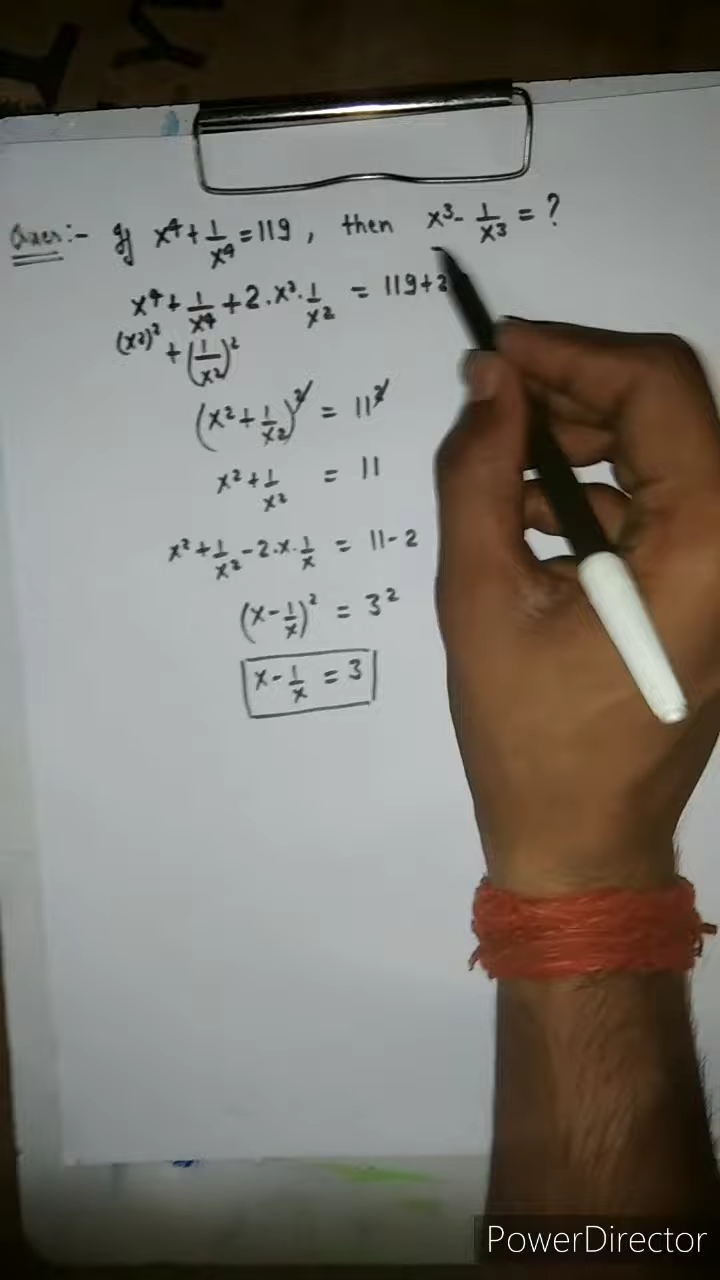 Ques:- If x⁴ + 1/x⁴ = 119, then x³ - 1/x³ = ?
x⁴ + 1/x⁴ + 2·x²·1/x² = 119+2
(x²)² + (1/x²)²
(x² + 1/x²)² = 11²
x² + 1/x² = 11
x² + 1/x² - 2·x·1/x = 11-2
(x - 1/x)² = 3²
x - 1/x = 3
PowerDirector